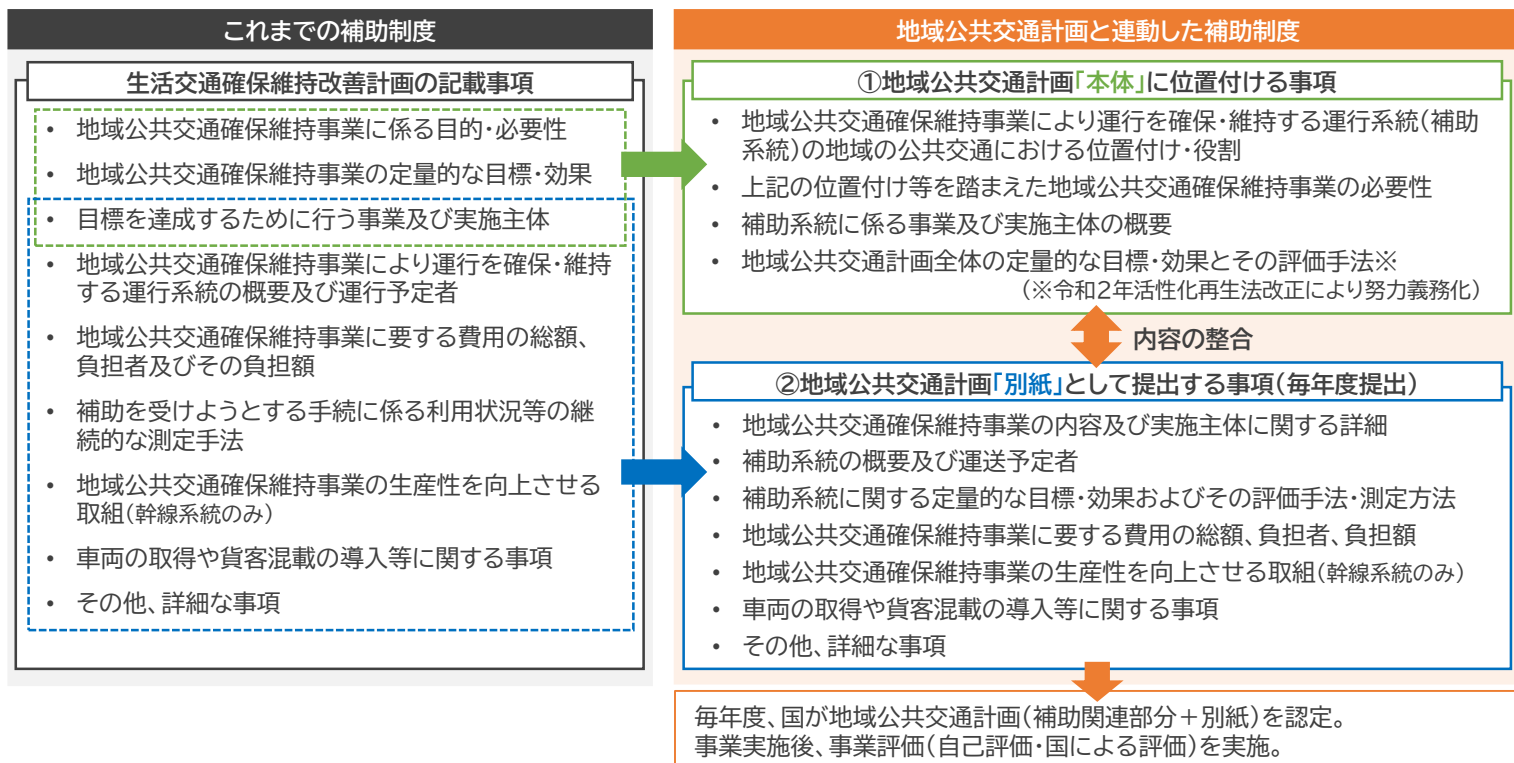 これまでの補助制度
生活交通確保維持改善計画の記載事項
• 地域公共交通確保維持事業に係る目的・必要性
• 地域公共交通確保維持事業の定量的な目標・効果
• 目標を達成するために行う事業及び実施主体
• 地域公共交通確保維持事業により運行を確保・維持
する運行系統の概要及び運行予定者
• 地域公共交通確保維持事業に要する費用の総額、
負担者及びその負担額
• 補助を受けようとする手続に係る利用状況等の継
続的な測定手法
• 地域公共交通確保維持事業の生産性を向上させる
取組(幹線系統のみ)
• 車両の取得や貨客混載の導入等に関する事項
• その他、詳細な事項
地域公共交通計画と連動した補助制度
①地域公共交通計画「本体」に位置付ける事項
• 地域公共交通確保維持事業により運行を確保・維持する運行系統(補助
系統)の地域の公共交通における位置付け・役割
• 上記の位置付け等を踏まえた地域公共交通確保維持事業の必要性
• 補助系統に係る事業及び実施主体の概要
• 地域公共交通計画全体の定量的な目標・効果とその評価手法※
(※令和2年活性化再生法改正により努力義務化)
内容の整合
②地域公共交通計画「別紙」として提出する事項(毎年度提出)
• 地域公共交通確保維持事業の内容及び実施主体に関する詳細
• 補助系統の概要及び運送予定者
• 補助系統に関する定量的な目標・効果およびその評価手法・測定方法
• 地域公共交通確保維持事業に要する費用の総額、負担者、負担額
• 地域公共交通確保維持事業の生産性を向上させる取組(幹線系統のみ)
• 車両の取得や貨客混載の導入等に関する事項
• その他、詳細な事項
毎年度、国が地域公共交通計画(補助関連部分+別紙)を認定。
事業実施後、事業評価(自己評価・国による評価)を実施。